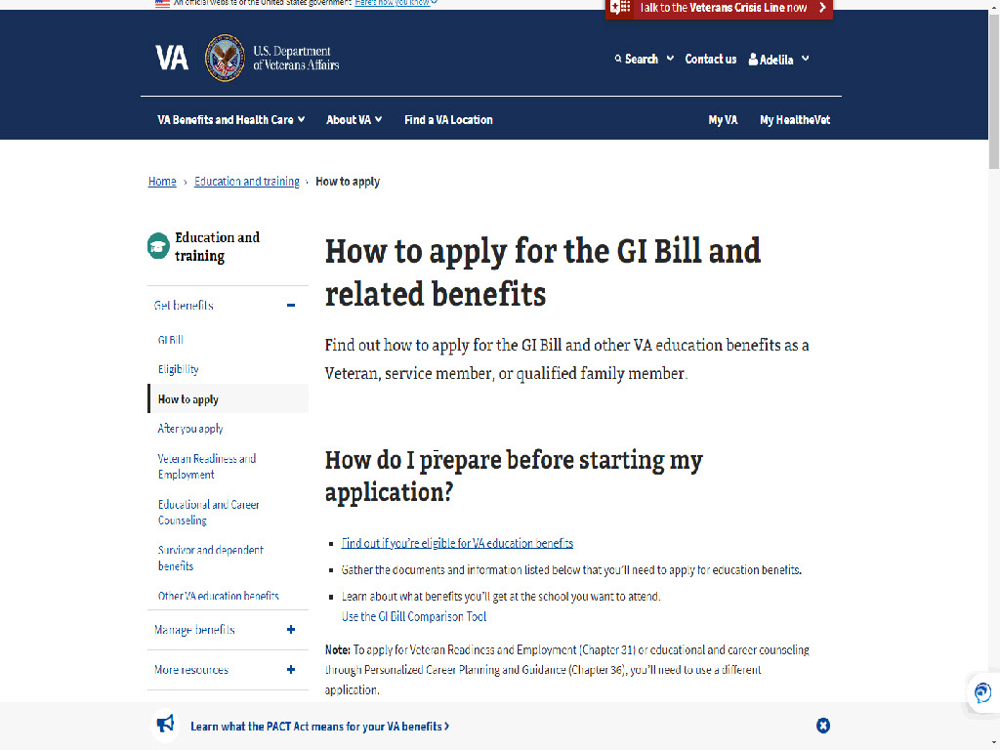 An official website of the United States government Here's how you know
Talk to the Veterans Crisis Line now
VA
U.S. Department
of Veterans Affairs
Search
Contact us
Adelila
VA Benefits and Health Care
About VA
Find a VA Location
My VA
My HealtheVet
Home › Education and training › How to apply
Education and
training
Get benefits
GI Bill
Eligibility
How to apply
After you apply
Veteran Readiness and
Employment
Educational and Career
Counseling
Survivor and dependent
benefits
Other VA education benefits
Manage benefits
More resources
How to apply for the GI Bill and
related benefits
Find out how to apply for the GI Bill and other VA education benefits as a
Veteran, service member, or qualified family member.
How do I prepare before starting my
application?
Find out if you're eligible for VA education benefits
Gather the documents and information listed below that you'll need to apply for education benefits.
Learn about what benefits you'll get at the school you want to attend.
Use the GI Bill Comparison Tool
Note: To apply for Veteran Readiness and Employment (Chapter 31) or educational and career counseling
through Personalized Career Planning and Guidance (Chapter 36), you'll need to use a different
application.
Learn what the PACT Act means for your VA benefits